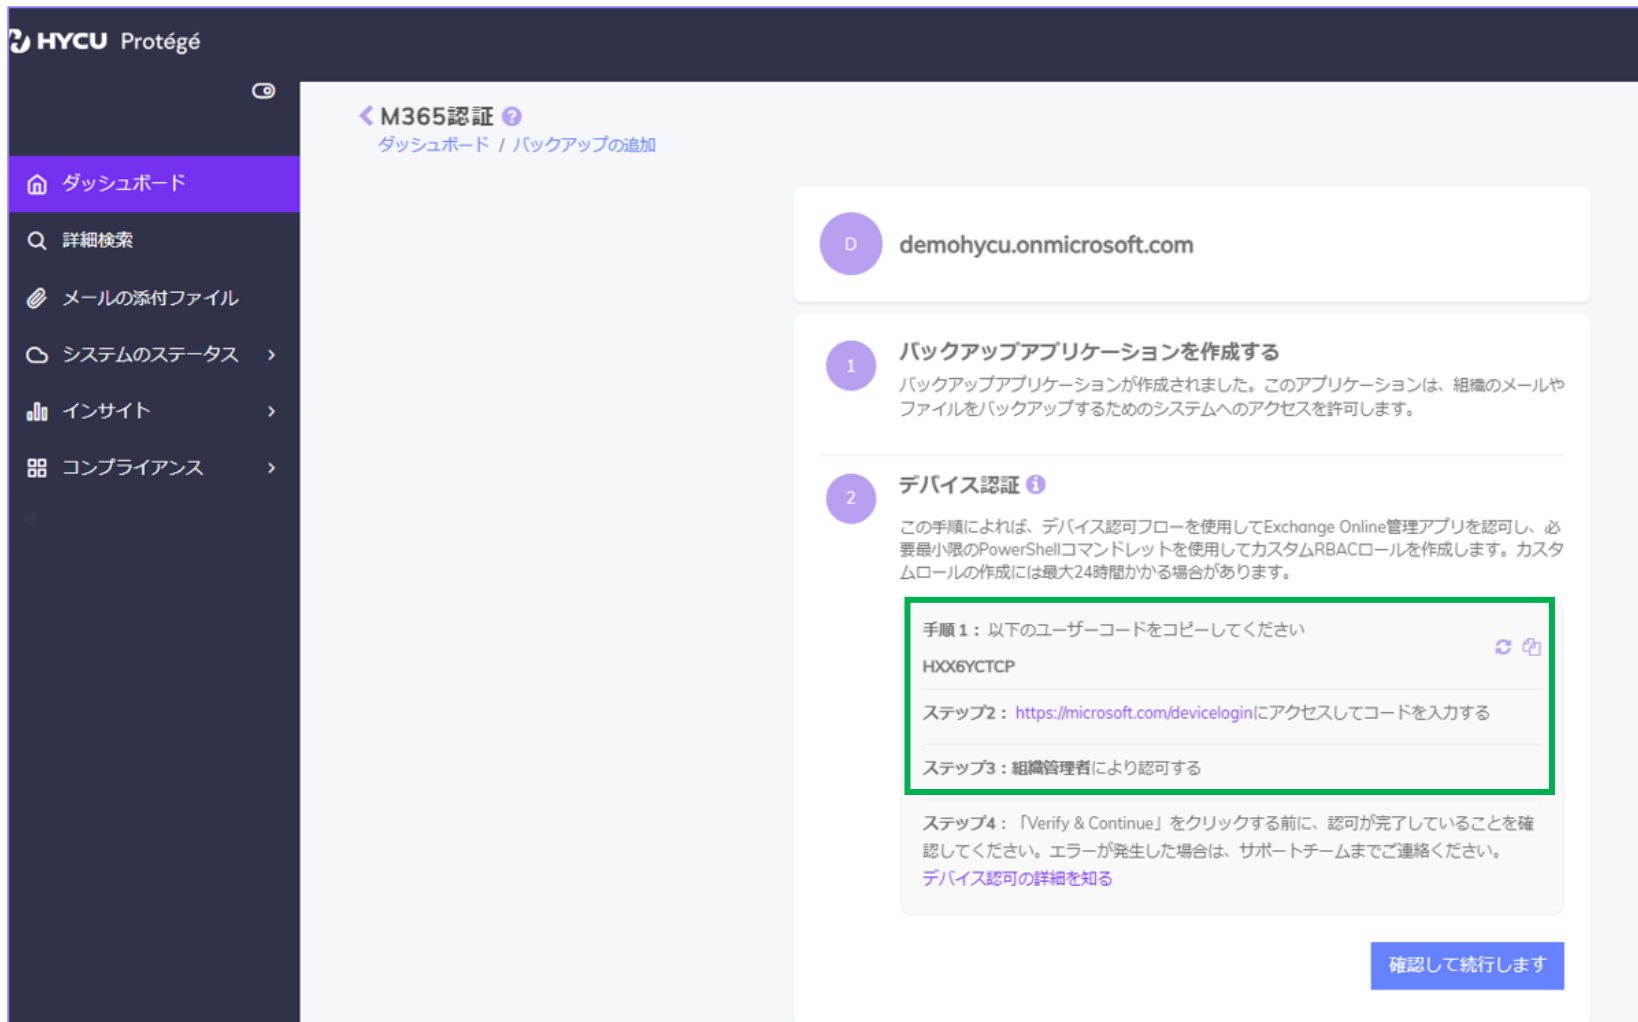 HYCU Protégé
M365認証
ダッシュボード / バックアップの追加
ダッシュボード
詳細検索
メールの添付ファイル
システムのステータス
インサイト
コンプライアンス
D
demohycu.onmicrosoft.com
1
バックアップアプリケーションを作成する
バックアップアプリケーションが作成されました。このアプリケーションは、組織のメールや
ファイルをバックアップするためのシステムへのアクセスを許可します。
2
デバイス認証
この手順によれば、デバイス認可フローを使用してExchange Online管理アプリを認可し、必
要最小限のPowerShellコマンドレットを使用してカスタムRBACロールを作成します。カスタ
ムロールの作成には最大24時間かかる場合があります。
手順 1： 以下のユーザーコードをコピーしてください
HXX6YCTCP
ステップ2： https://microsoft.com/deviceloginにアクセスしてコードを入力する
ステップ3：組織管理者により認可する
ステップ4：「Verify & Continue」をクリックする前に、認可が完了していることを確
認してください。エラーが発生した場合は、サポートチームまでご連絡ください。
デバイス認可の詳細を知る
確認して続行します